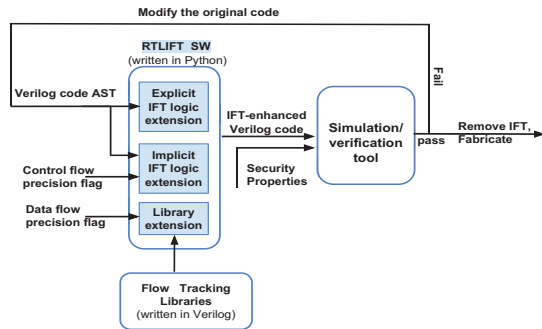 Modify the original code
RTLIFT SW
(written in Python)
Verilog code AST
Explicit
IFT logic
extension
Fail
IFT-enhanced
Verilog code
Simulation/
verification
tool
Remove IFT,
Fabricate
pass
Implicit
IFT logic
extension
Control flow
precision flag
Security
Properties
Data flow
precision flag
Library
extension
Flow Tracking
Libraries
(written in Verilog)